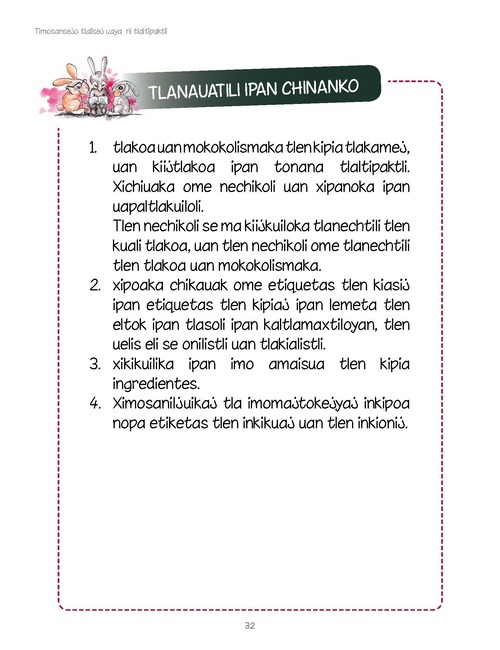 Timosansejo tlalisej uaya ni tlaltipaktli
TLANAUATILI IPAN CHINANKO
1. tlakoa uan mokokolismaka tlen kipia tlakamej,
uan kiijtlakoa ipan tonana tlaltipaktli.
Xichiuaka ome nechikoli uan xipanoka ipan
uapaltlakuiloli.
Tlen nechikoli se ma kiijkuiloka tlanechtili tlen
kuali tlakoa, uan tlen nechikoli ome tlanechtili
tlen tlakoa uan mokokolismaka.
2. xipoaka chikauak ome etiquetas tlen kiasij
ipan etiquetas tlen kipiaj ipan lemeta tlen
eltok ipan tlasoli ipan kaltlamaxtiloyan, tlen
uelis eli se onilistli uan tlakialistli.
3. xikikuilika ipan imo amaisua tlen kipia
ingredientes.
4. Ximosaniljuikaj tla imomajtokejyaj inkipoa
nopa etiketas tlen inkikuaj uan tlen inkionij.
32